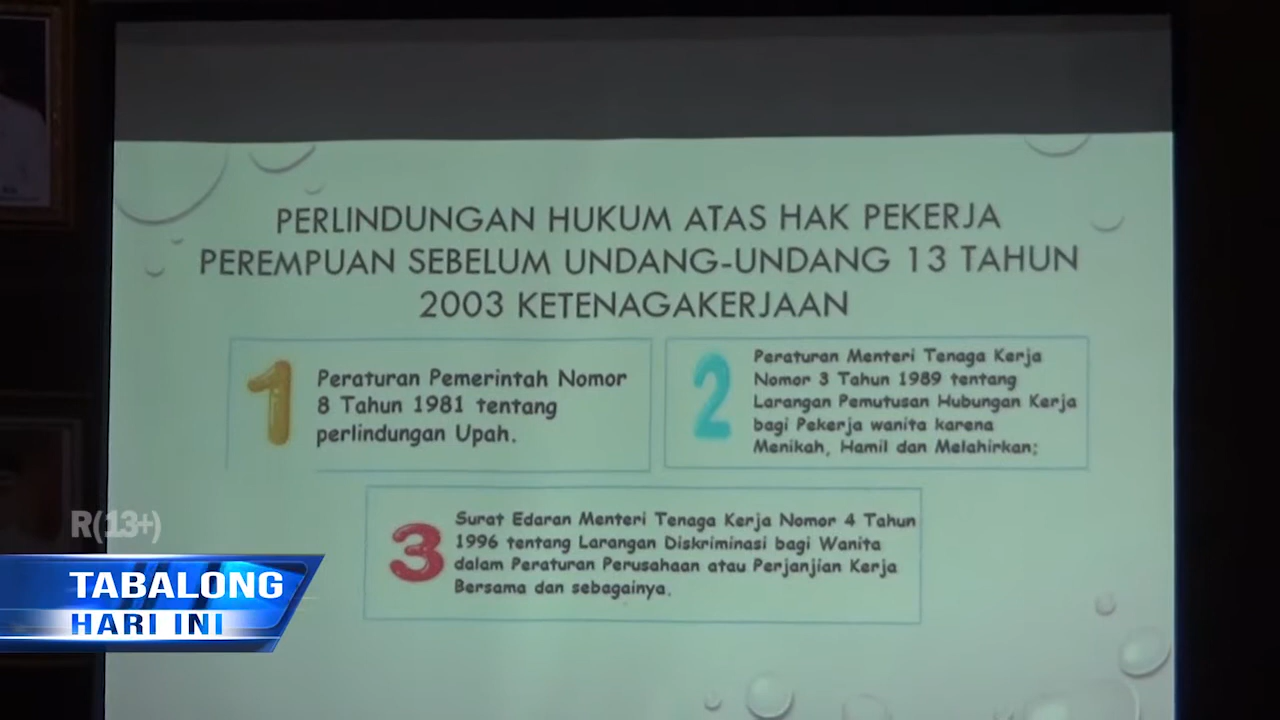 PERLINDUNGAN HUKUM ATAS HAK PEKERJA
PEREMPUAN SEBELUM UNDANG-UNDANG 13 TAHUN
2003 KETENAGAKERJAAN
1
Peraturan Pemerintah Nomor
8 Tahun 1981 tentang
perlindungan Upah.
2
Peraturan Menteri Tenaga Kerja
Nomor 3 Tahun 1989 tentang
Larangan Pemutusan Hubungan Kerja
bagi Pekerja wanita karena
Menikah, Hamil dan Melahirkan;
3
Surat Edaran Menteri Tenaga Kerja Nomor 4 Tahun
1996 tentang Larangan Diskriminasi bagi Wanita
dalam Peraturan Perusahaan atau Perjanjian Kerja
Bersama dan sebagainya.
R(13+)
TABALONG
HARI INI